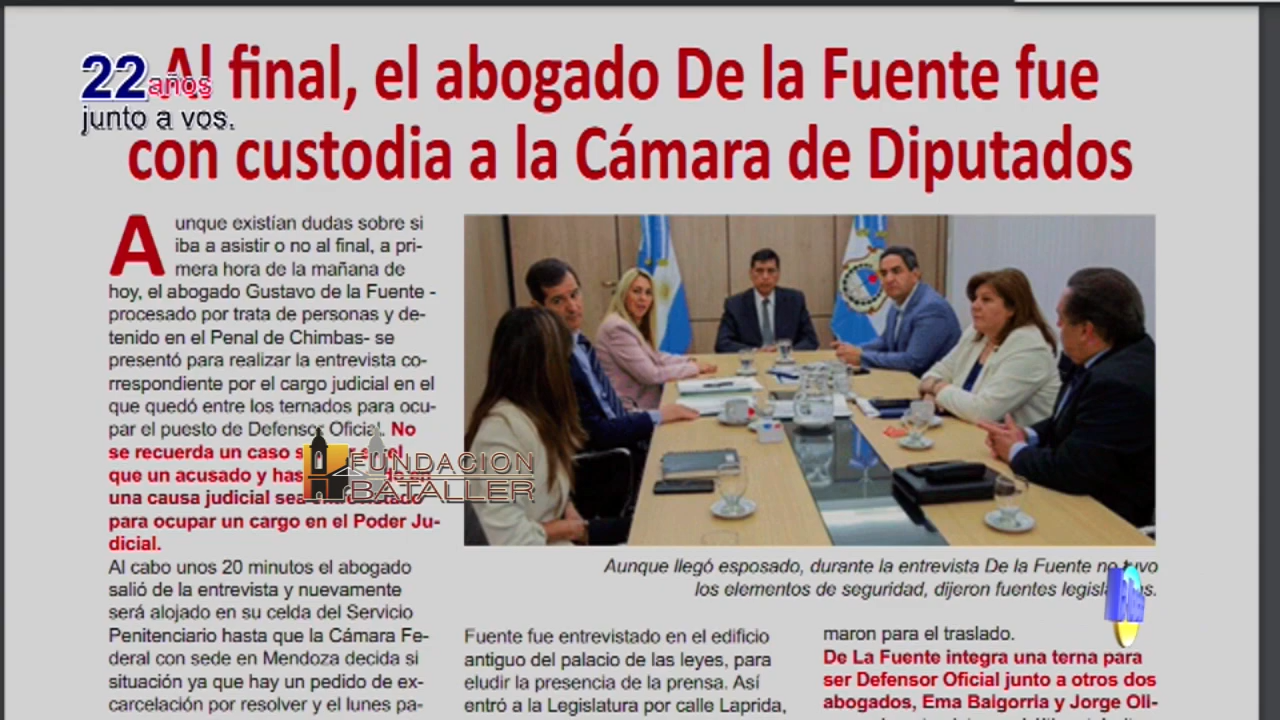 22 años
junto a vos.
Al final, el abogado De la Fuente fue
con custodia a la Cámara de Diputados
Aunque existían dudas sobre si
iba a asistir o no al final, a pri-
mera hora de la mañana de
hoy, el abogado Gustavo de la Fuente -
procesado por trata de personas y de-
tenido en el Penal de Chimbas- se
presentó para realizar la entrevista co-
rrespondiente por el cargo judicial en el
que quedó entre los ternados para ocu-
par el puesto de Defensor Oficial. No
se recuerda un caso
que un acusado y
una causa judicial sea
para ocupar un cargo en el Poder Ju-
dicial.
Al cabo unos 20 minutos el abogado
salió de la entrevista y nuevamente
será alojado en su celda del Servicio
Penitenciario hasta que la Cámara Fe-
deral con sede en Mendoza decida si
situación ya que hay un pedido de ex-
carcelación por resolver y el lunes pa-
FUNDACION
BATALLER
Aunque llegó esposado, durante la entrevista De la Fuente no tuvo
los elementos de seguridad, dijeron fuentes
Fuente fue entrevistado en el edificio
antiguo del palacio de las leyes, para
eludir la presencia de la prensa. Así
entró a la Legislatura por calle Laprida,
maron para el traslado.
De La Fuente integra una terna para
ser Defensor Oficial junto a otros dos
abogados, Ema Balgorria y Jorge Oli-